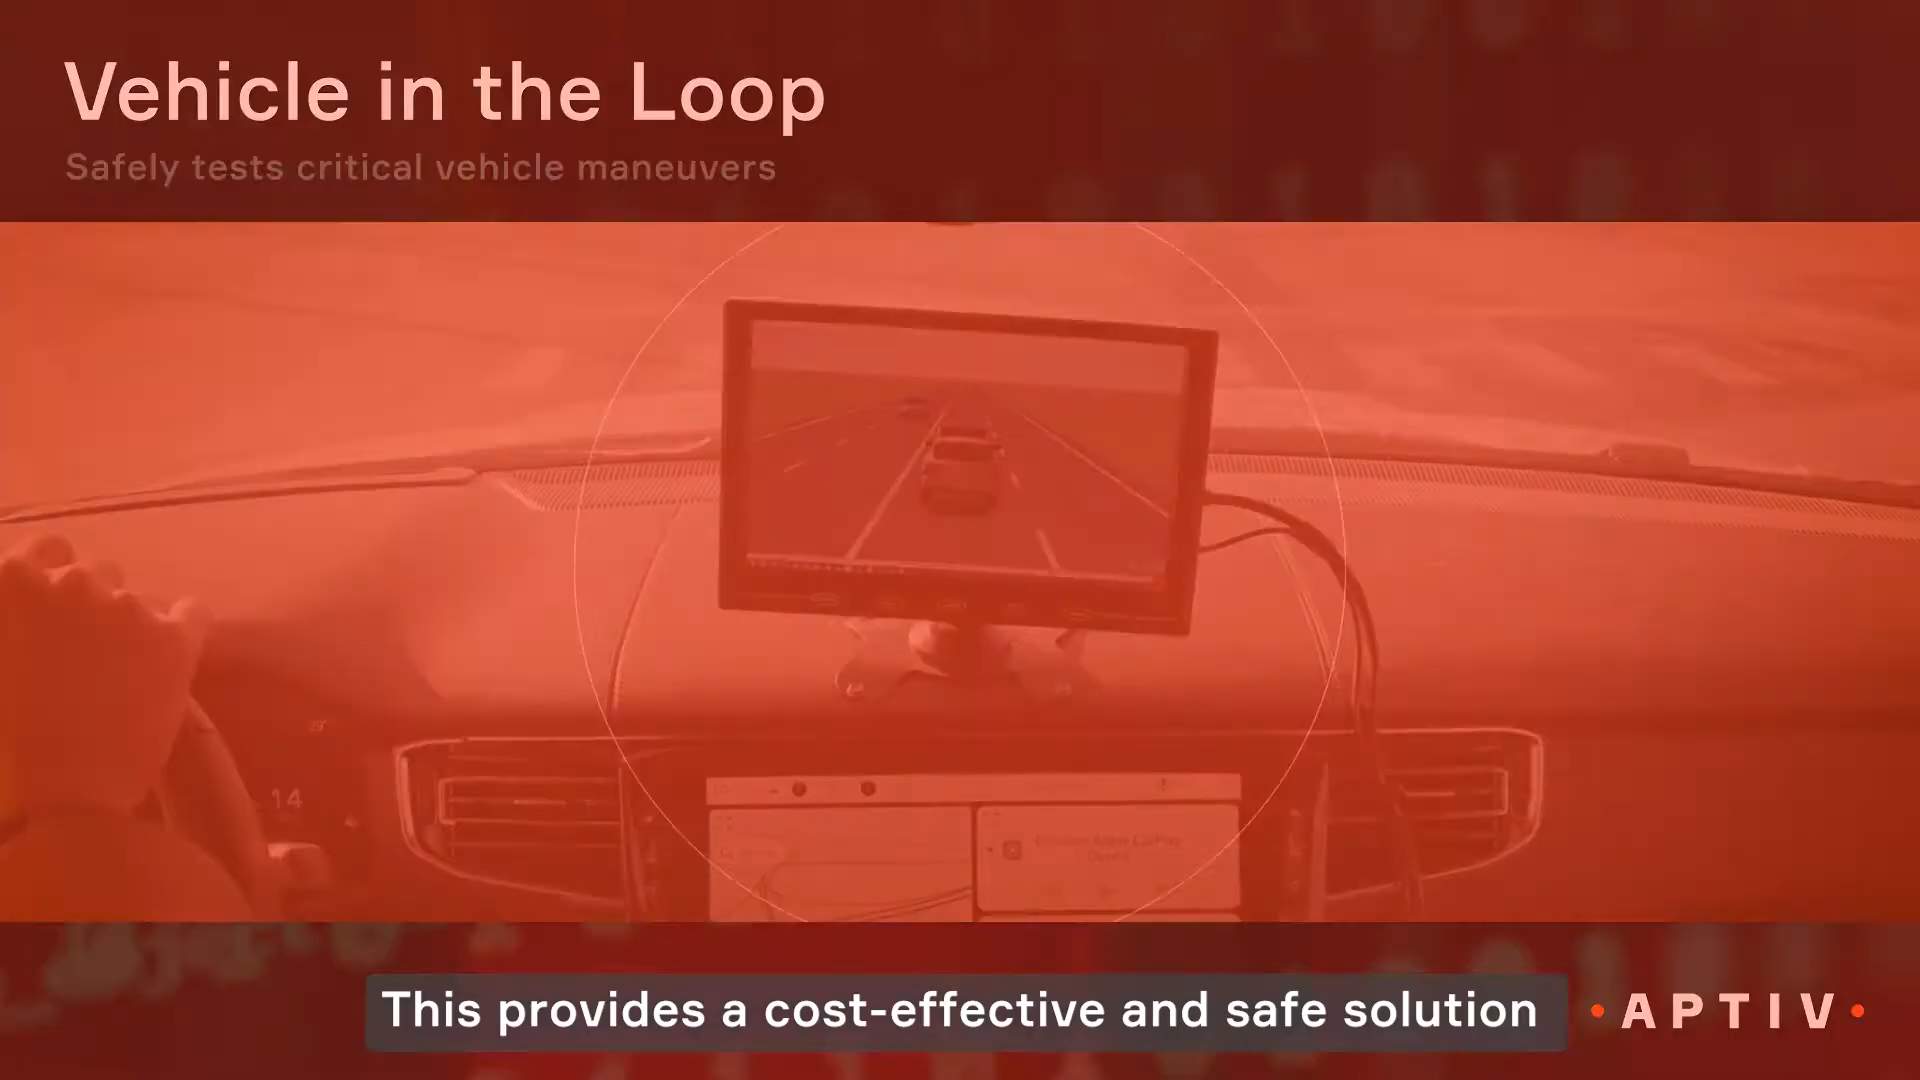 Vehicle in the Loop
Safely tests critical vehicle maneuvers
14
This provides a cost-effective and safe solution
• APTIV •